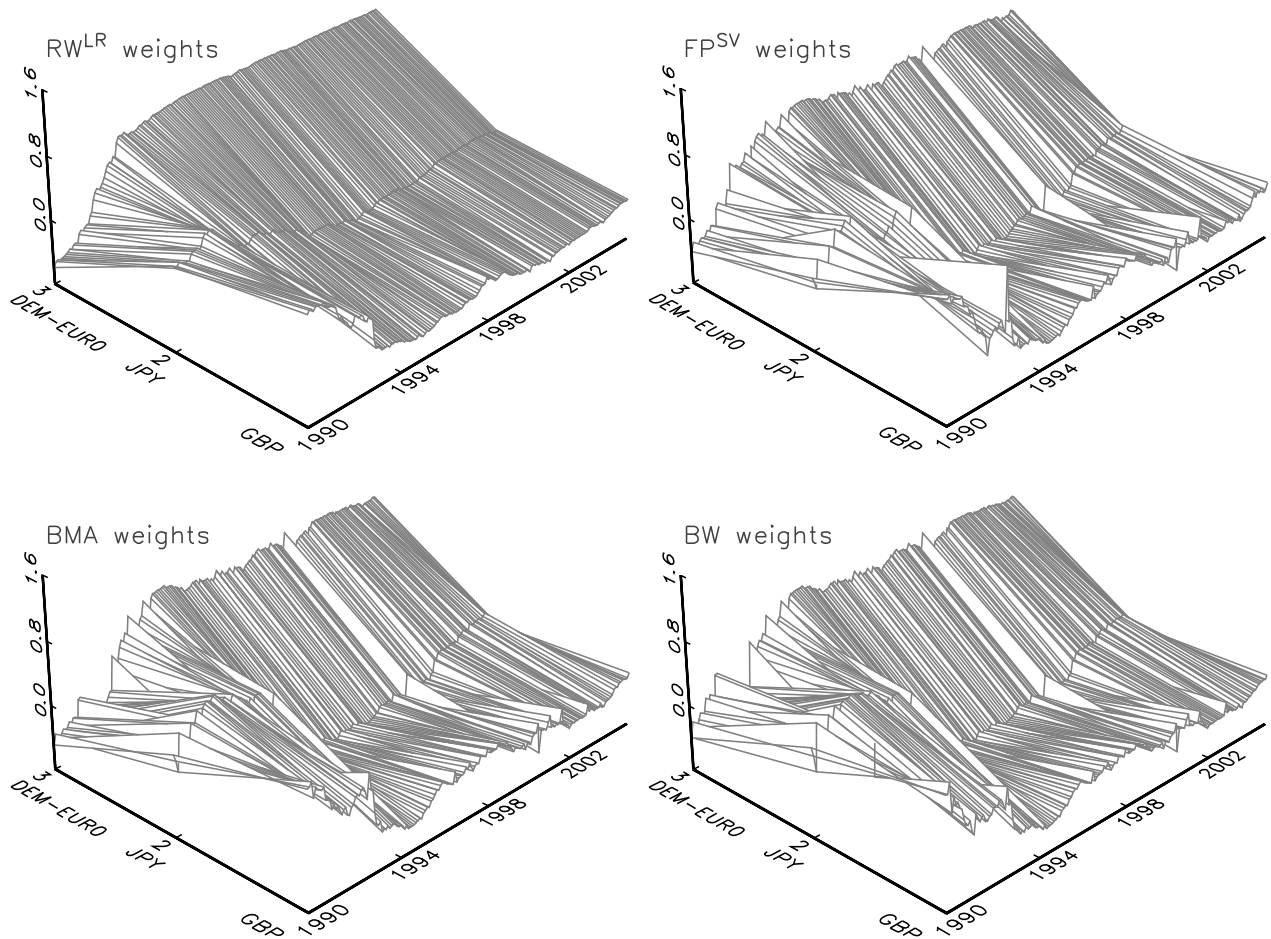 RW^LR weights
1.6
0.8
0.0
3
DEM-EURO
2
JPY
GBP
1990
1994
1998
2002
FP^SV weights
1.6
0.8
0.0
3
DEM-EURO
2
JPY
GBP
1990
1994
1998
2002
BMA weights
1.6
0.8
0.0
3
DEM-EURO
2
JPY
GBP
1990
1994
1998
2002
BW weights
1.6
0.8
0.0
3
DEM-EURO
2
JPY
GBP
1990
1994
1998
2002